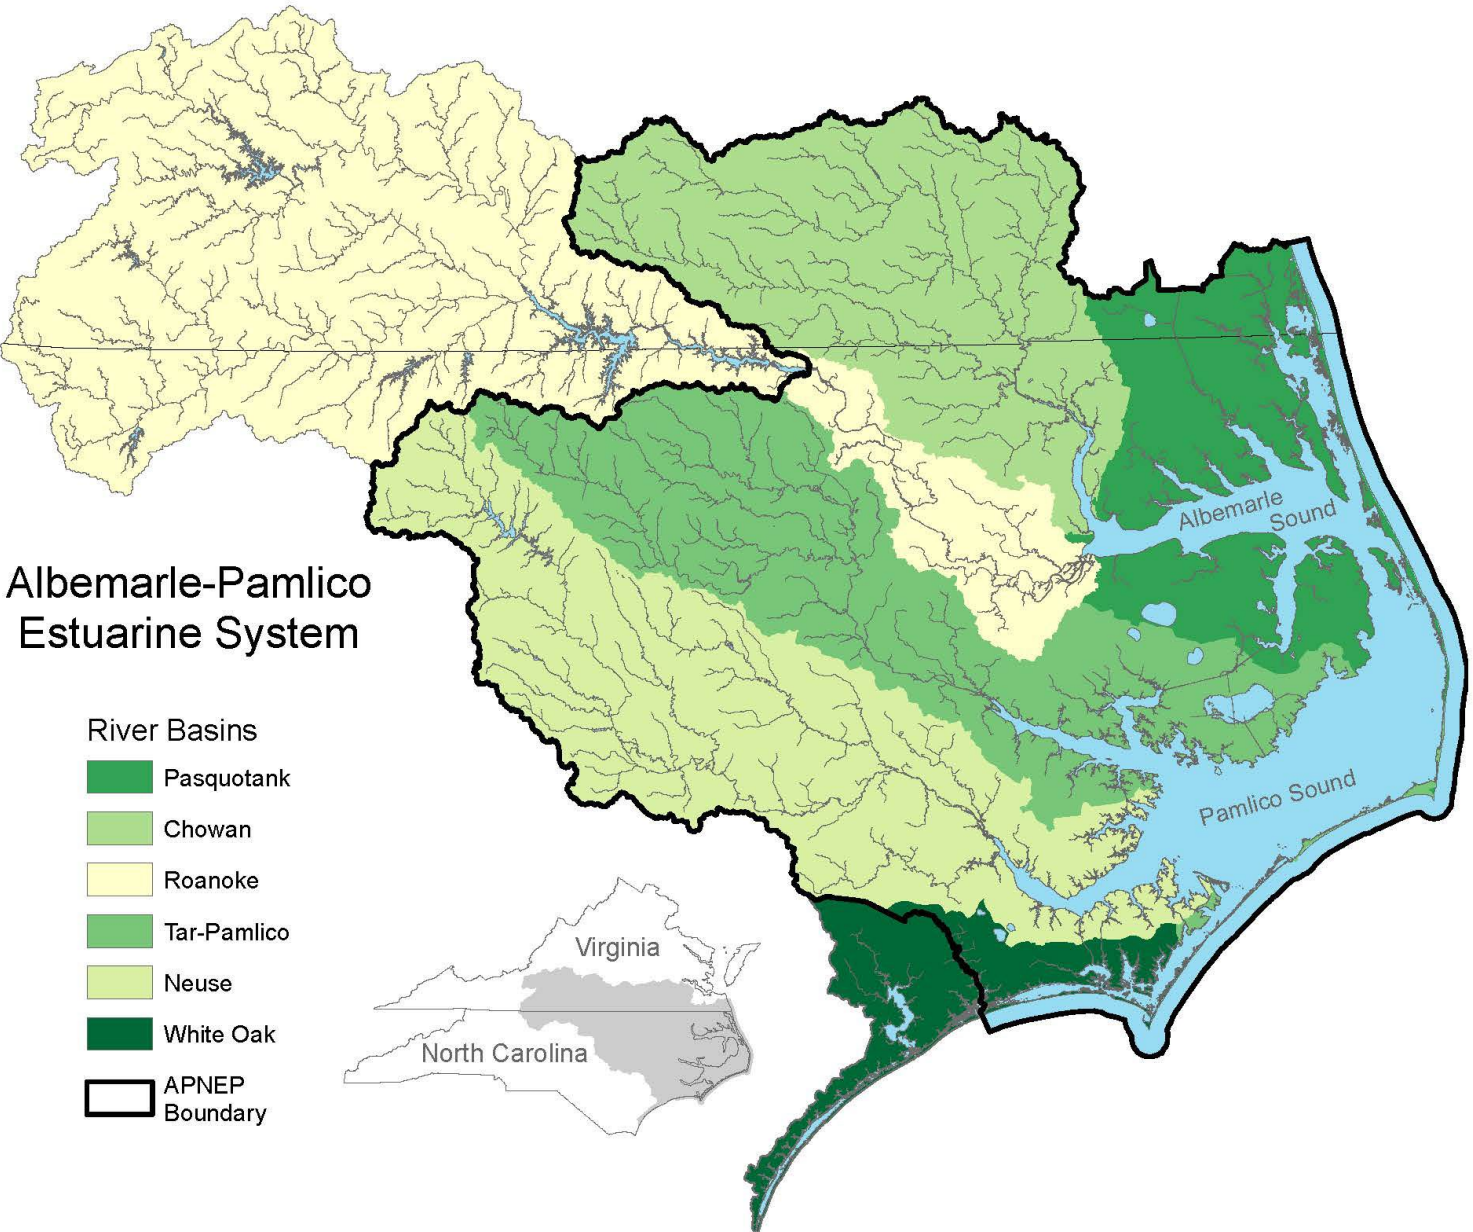 Albemarle
Sound
Albemarle-Pamlico
Estuarine System
River Basins
Pasquotank
Chowan
Roanoke
Tar-Pamlico
Neuse
White Oak
APNEP
Boundary
Pamlico Sound
Virginia
North Carolina